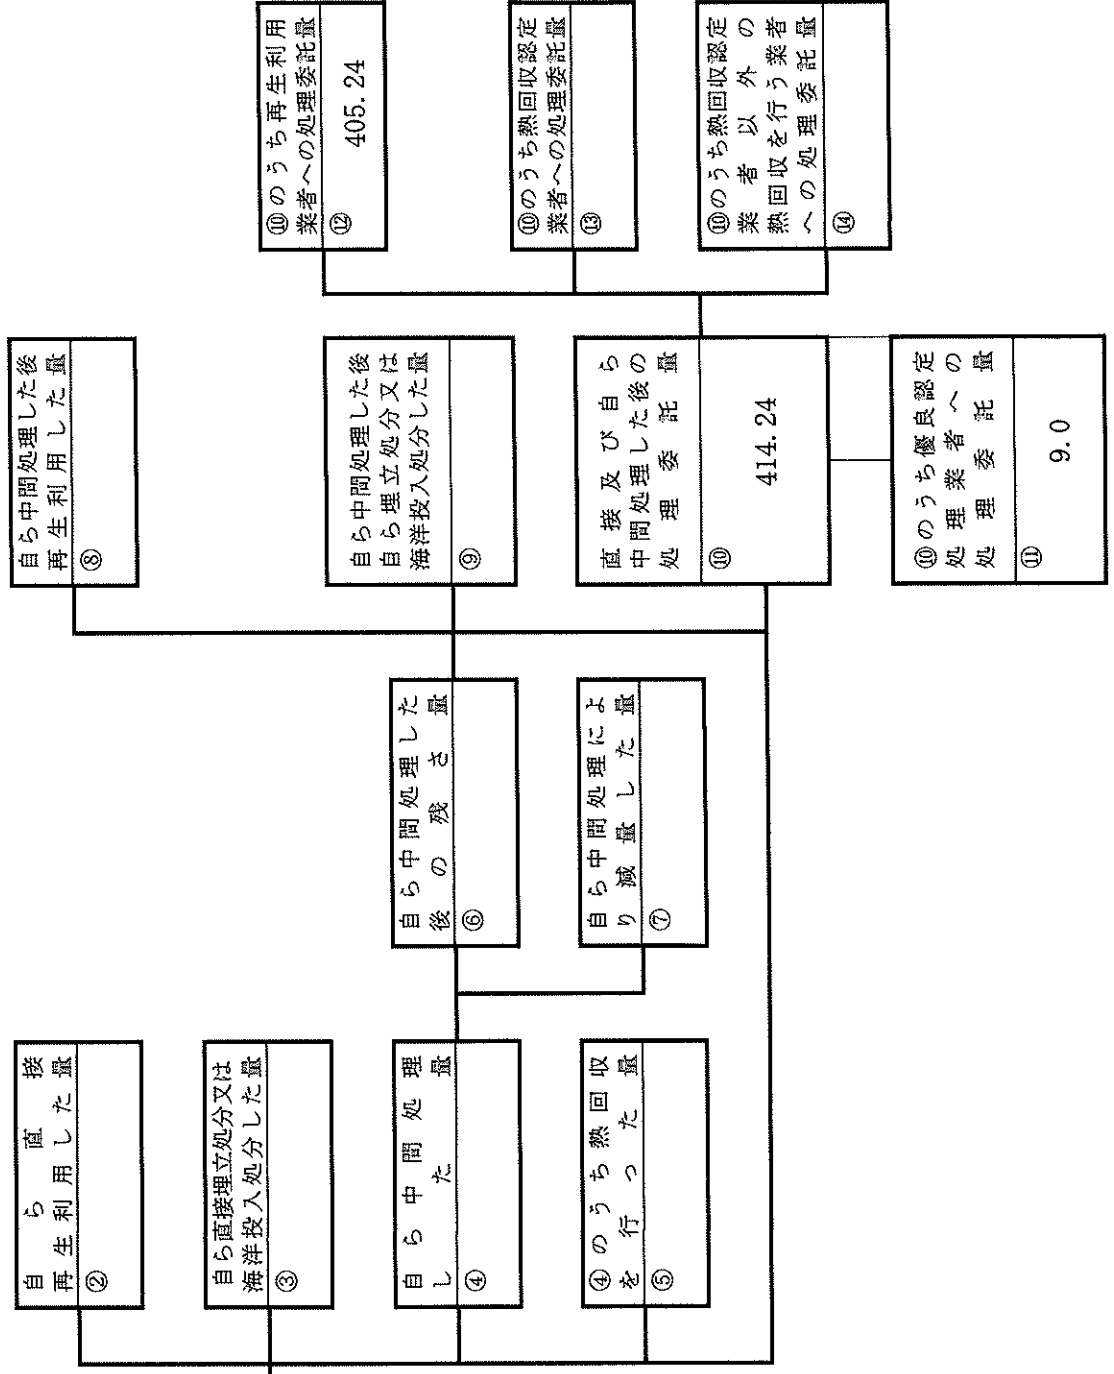 自ら直接
再生利用した量
②
自ら直接埋立処分又は
海洋投入処分した量
③
自ら中間処理
した量
④
④のうち熱回収
を行った量
⑤
自ら中間処理した
後の残さ量
⑥
自ら中間処理によ
り減量した量
⑦
自ら中間処理した後
再生利用した量
⑧
自ら中間処理した後
自ら埋立処分又は
海洋投入処分した量
⑨
直接及び自ら
中間処理した後の
処理委託量
⑩
414.24
⑩のうち優良認定
処理業者への
処理委託量
⑪
9.0
⑩のうち再生利用
業者への処理委託量
⑫
405.24
⑩のうち熱回収認定
業者への処理委託量
⑬
⑩のうち熱回収認定
業者以外の
熱回収を行う業者
への処理委託量
⑭